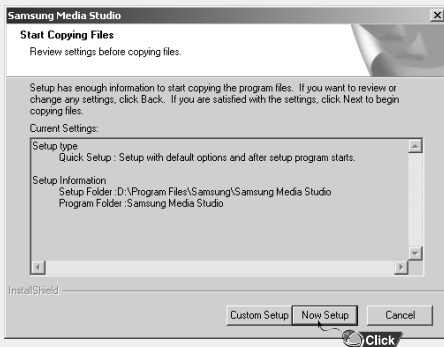 Samsung Media Studio
Start Copying Files
Review settings before copying files.
Setup has enough information to start copying the program files. If you want to review or
change any settings, click Back. If you are satisfied with the settings, click Next to begin
copying files.
Current Settings:
Setup type
Quick Setup : Setup with default options and after setup program starts.
Setup Information
Setup Folder :D:\Program Files\Samsung\Samsung Media Studio
Program Folder :Samsung Media Studio
InstallShield
Custom Setup Now Setup Cancel
Click